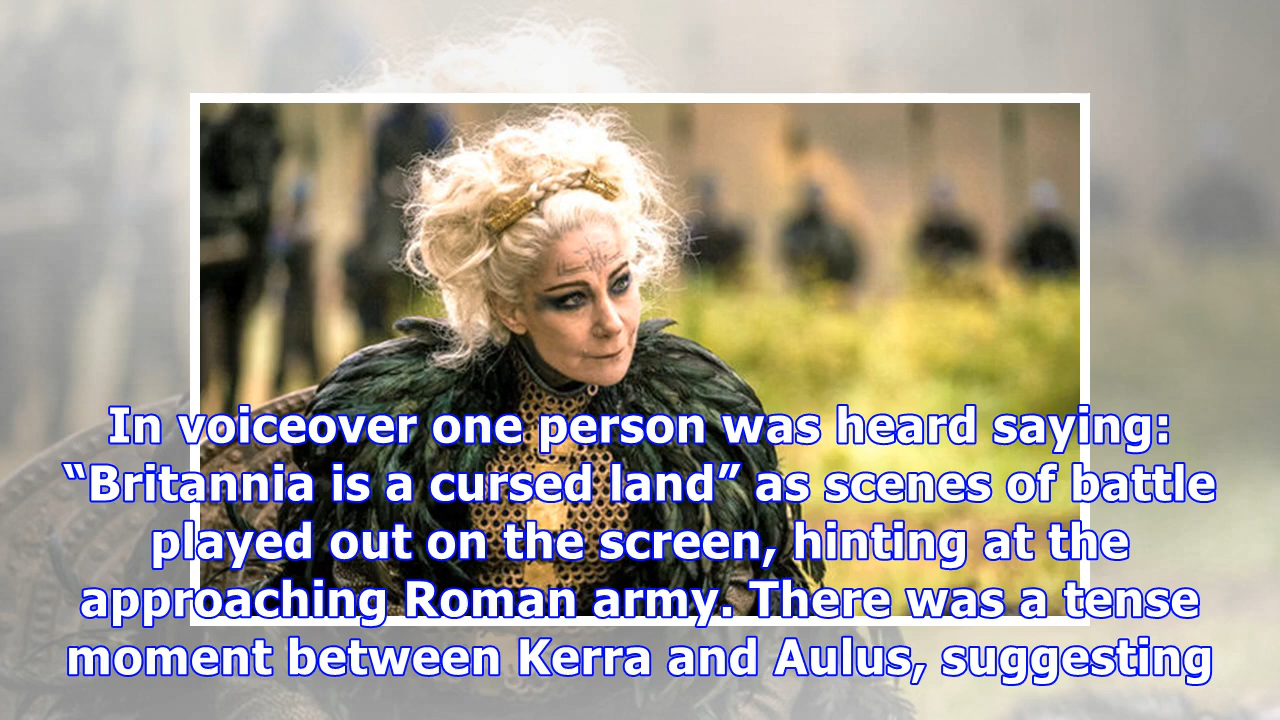 In voiceover one person was heard saying:
“Britannia is a cursed land” as scenes of battle
played out on the screen, hinting at the
approaching Roman army. There was a tense
moment between Kerra and Aulus, suggesting